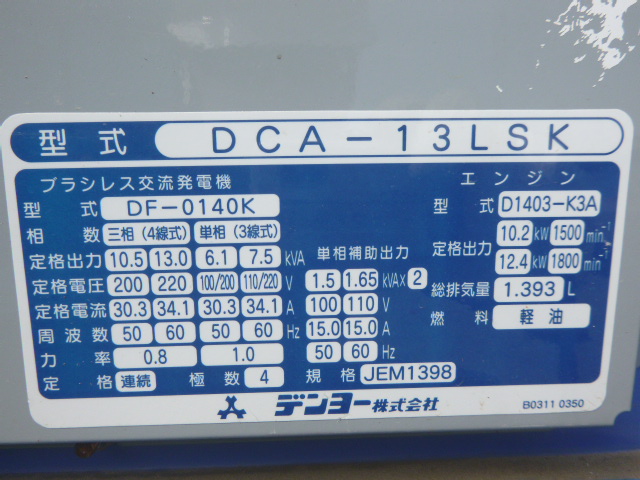 型式 DCA-13LSK
ブラシレス交流発電機
型式 DF-0140K
相数 三相(4線式) 単相(3線式)
定格出力 10.5 13.0 6.1 7.5 kVA
定格電圧 200 220 100/200 110/220 V
定格電流 30.3 34.1 30.3 34.1 A
周波数 50 60 50 60 Hz
力率 0.8 1.0
定格 連続 極数 4 規格 JEM1398
単相補助出力
1.5 1.65 kVA×2
100 110 V
15.0 15.0 A
50 60 Hz
エンジン
型式 D1403-K3A
定格出力 10.2 kW 1500 min⁻¹
12.4 kW 1800 min⁻¹
総排気量 1.393 L
燃料 軽油
デンヨー株式会社
B0311 0350